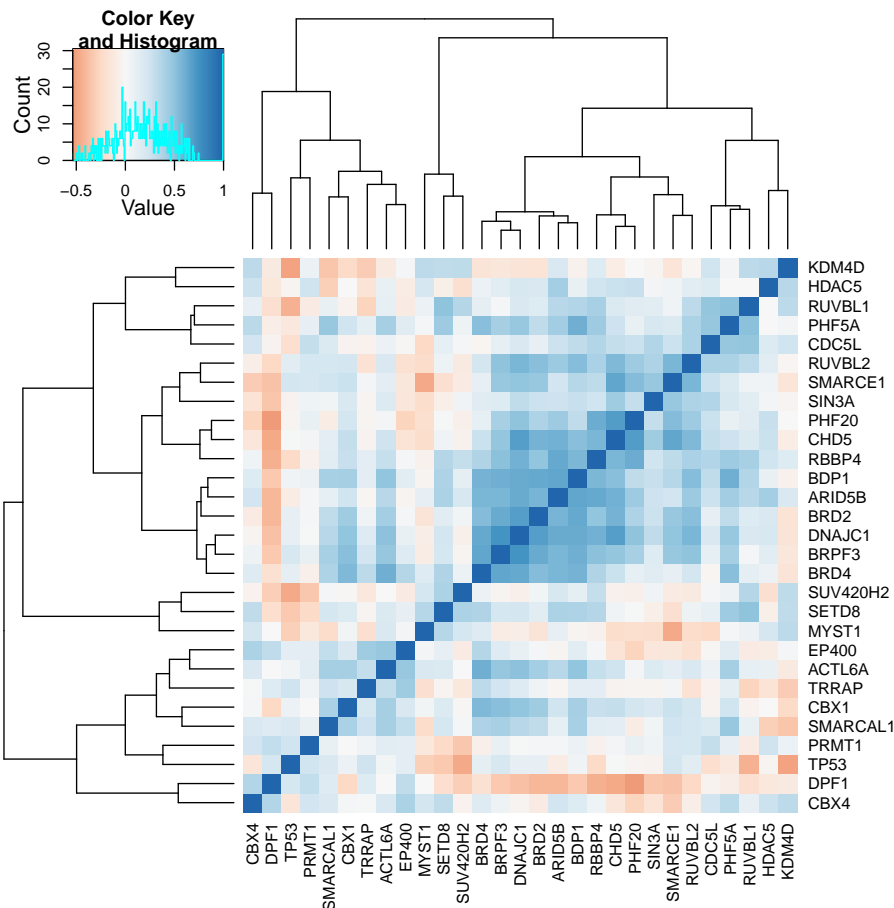 Color Key
and Histogram
Count
0
10
20
30
−0.5
0
0.5
1
Value
KDM4D
HDAC5
RUVBL1
PHF5A
CDC5L
RUVBL2
SMARCE1
SIN3A
PHF20
CHD5
RBBP4
BDP1
ARID5B
BRD2
DNAJC1
BRPF3
BRD4
SUV420H2
SETD8
MYST1
EP400
ACTL6A
TRRAP
CBX1
SMARCAL1
PRMT1
TP53
DPF1
CBX4
CBX4
DPF1
TP53
PRMT1
SMARCAL1
CBX1
TRRAP
ACTL6A
EP400
MYST1
SETD8
SUV420H2
BRD4
BRPF3
DNAJC1
BRD2
ARID5B
BDP1
RBBP4
CHD5
PHF20
SIN3A
SMARCE1
RUVBL2
CDC5L
PHF5A
RUVBL1
HDAC5
KDM4D